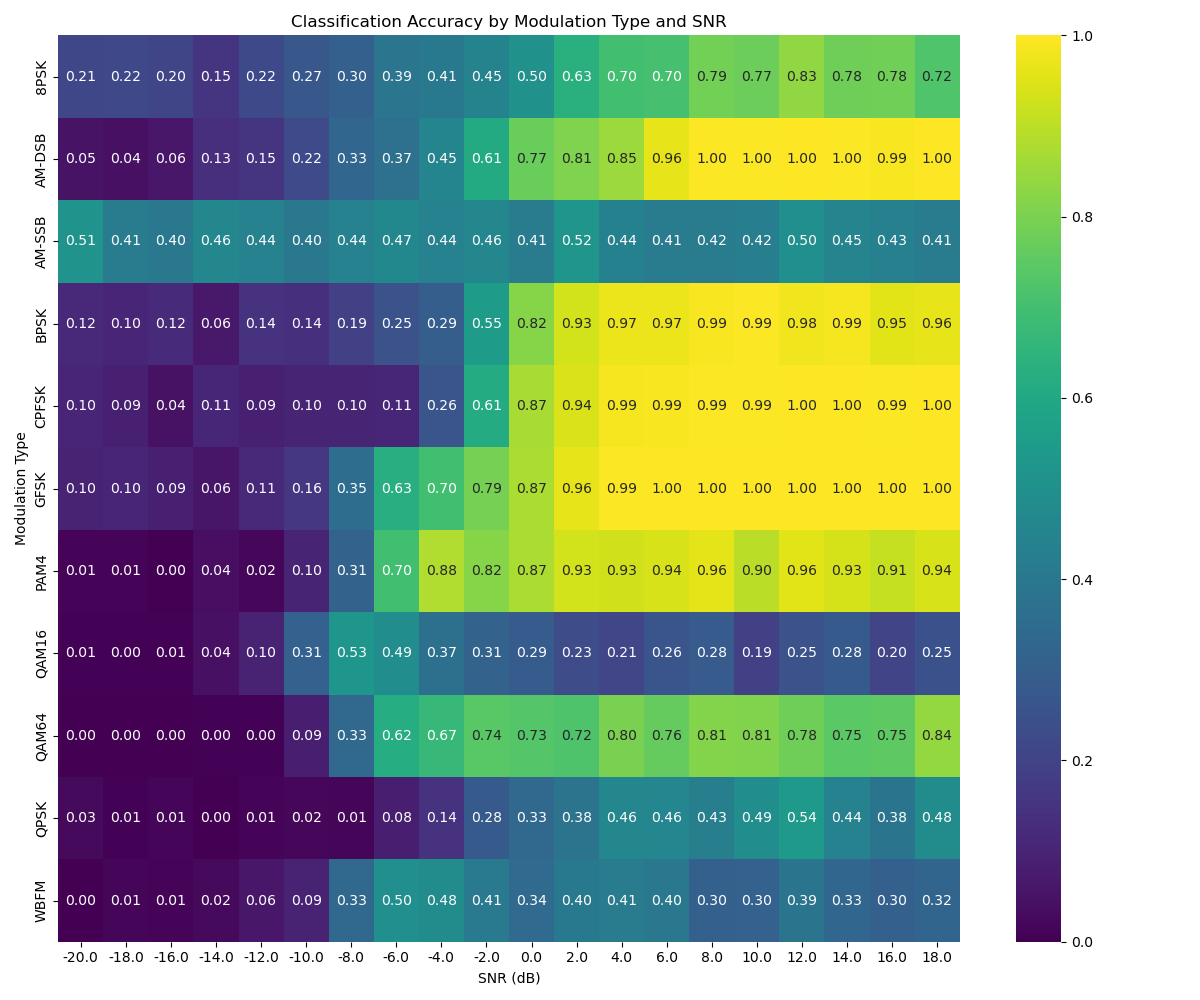 Classification Accuracy by Modulation Type and SNR
8PSK 0.21 0.22 0.20 0.15 0.22 0.27 0.30 0.39 0.41 0.45 0.50 0.63 0.70 0.70 0.79 0.77 0.83 0.78 0.78 0.72
AM-DSB 0.05 0.04 0.06 0.13 0.15 0.22 0.33 0.37 0.45 0.61 0.77 0.81 0.85 0.96 1.00 1.00 1.00 1.00 0.99 1.00
AM-SSB 0.51 0.41 0.40 0.46 0.44 0.40 0.44 0.47 0.44 0.46 0.41 0.52 0.44 0.41 0.42 0.42 0.50 0.45 0.43 0.41
BPSK 0.12 0.10 0.12 0.06 0.14 0.14 0.19 0.25 0.29 0.55 0.82 0.93 0.97 0.97 0.99 0.99 0.98 0.99 0.95 0.96
CPFSK 0.10 0.09 0.04 0.11 0.09 0.10 0.10 0.11 0.26 0.61 0.87 0.94 0.99 0.99 0.99 0.99 1.00 1.00 0.99 1.00
GFSK 0.10 0.10 0.09 0.06 0.11 0.16 0.35 0.63 0.70 0.79 0.87 0.96 0.99 1.00 1.00 1.00 1.00 1.00 1.00 1.00
PAM4 0.01 0.01 0.00 0.04 0.02 0.10 0.31 0.70 0.88 0.82 0.87 0.93 0.93 0.94 0.96 0.90 0.96 0.93 0.91 0.94
QAM16 0.01 0.00 0.01 0.04 0.10 0.31 0.53 0.49 0.37 0.31 0.29 0.23 0.21 0.26 0.28 0.19 0.25 0.28 0.20 0.25
QAM64 0.00 0.00 0.00 0.00 0.00 0.09 0.33 0.62 0.67 0.74 0.73 0.72 0.80 0.76 0.81 0.81 0.78 0.75 0.75 0.84
QPSK 0.03 0.01 0.01 0.00 0.01 0.02 0.01 0.08 0.14 0.28 0.33 0.38 0.46 0.46 0.43 0.49 0.54 0.44 0.38 0.48
WBFM 0.00 0.01 0.01 0.02 0.06 0.09 0.33 0.50 0.48 0.41 0.34 0.40 0.41 0.40 0.30 0.30 0.39 0.33 0.30 0.32
-20.0 -18.0 -16.0 -14.0 -12.0 -10.0 -8.0 -6.0 -4.0 -2.0 0.0 2.0 4.0 6.0 8.0 10.0 12.0 14.0 16.0 18.0
SNR (dB)
Modulation Type
1.0
0.8
0.6
0.4
0.2
0.0